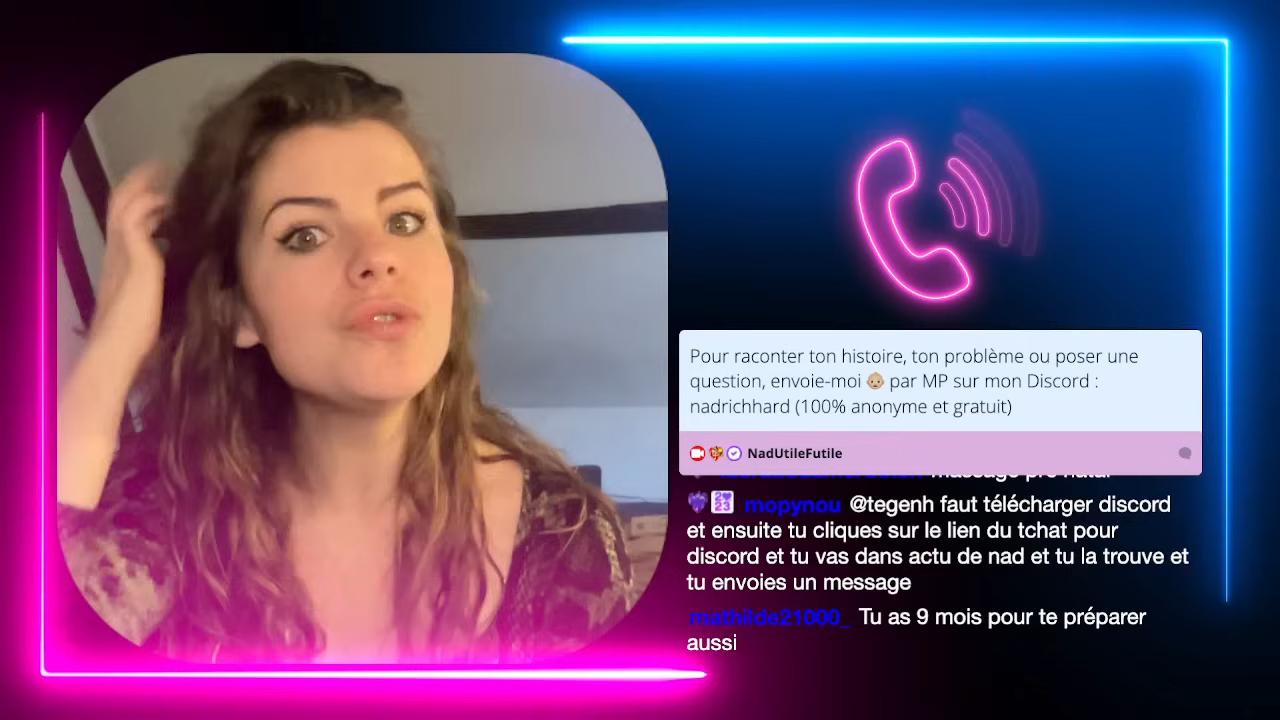 Pour raconter ton histoire, ton problème ou poser une
question, envoie-moi 👶🏼 par MP sur mon Discord :
nadrichhard (100% anonyme et gratuit)
NadUtileFutile
massage pré natal
mopynou @tegenh faut télécharger discord
et ensuite tu cliques sur le lien du tchat pour
discord et tu vas dans actu de nad et tu la trouve et
tu envoies un message
mathilde21000_ Tu as 9 mois pour te préparer
aussi